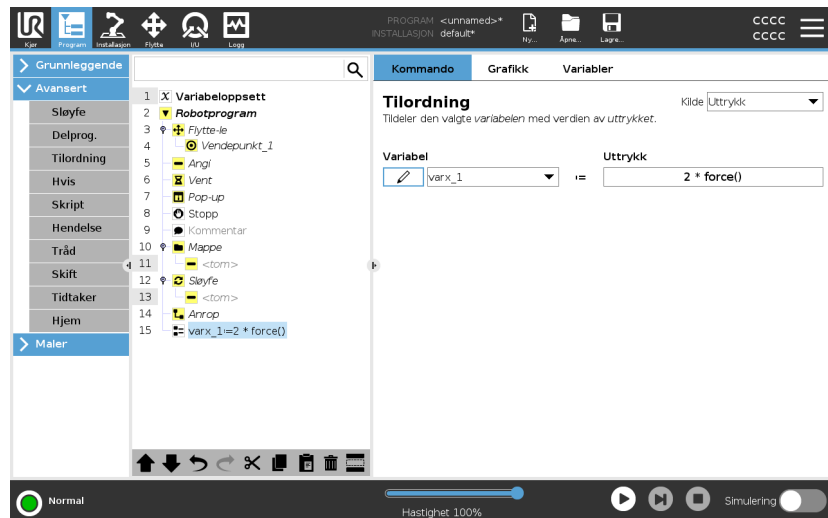 PROGRAM <unnamed>*
INSTALLASJON default*
cccc
cccc
Kjør
Program
Installasjon
Flytte
I/U
Logg
Ny...
Åpne...
Lagre...
Grunnleggende
Avansert
Sløyfe
Delprog.
Tilordning
Hvis
Skript
Hendelse
Tråd
Skift
Tidtaker
Hjem
Maler
1 X Variabeloppsett
2 Robotprogram
3 Flytte-le
4 Vendepunkt_1
5 Angi
6 Vent
7 Pop-up
8 Stopp
9 Kommentar
10 Mappe
11 <tom>
12 Sløyfe
13 <tom>
14 Anrop
15 varx_1:=2 * force()
Kommando
Grafikk
Variabler
Tilordning
Kilde Uttrykk
Tildeler den valgte variabelen med verdien av uttrykket.
Variabel
Uttrykk
varx_1
:=
2 * force()
Normal
Hastighet 100%
Simulering